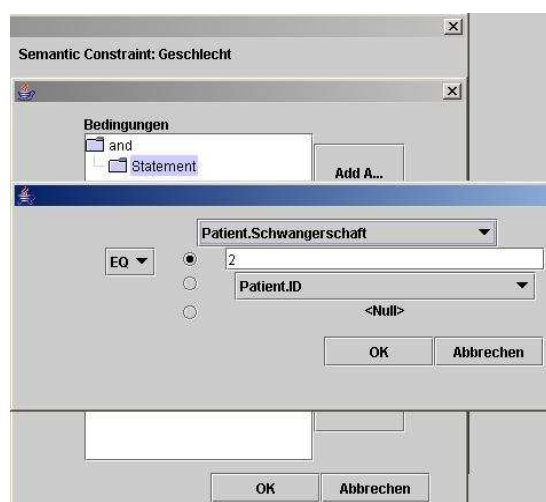 Semantic Constraint: Geschlecht
Bedingungen
and
Statement
Add A...
Patient.Schwangerschaft
EQ
2
Patient.ID
<Null>
OK Abbrechen
OK Abbrechen